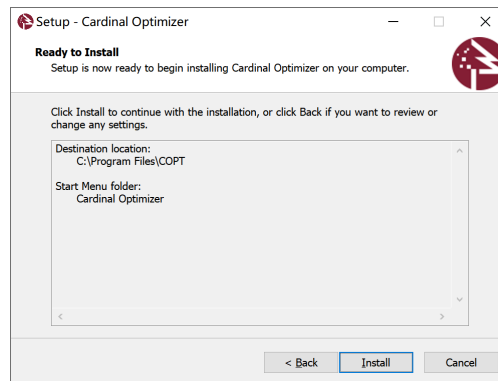 Setup - Cardinal Optimizer
Ready to Install
Setup is now ready to begin installing Cardinal Optimizer on your computer.
Click Install to continue with the installation, or click Back if you want to review or
change any settings.
Destination location:
C:\Program Files\COPT
Start Menu folder:
Cardinal Optimizer
< Back
Install
Cancel